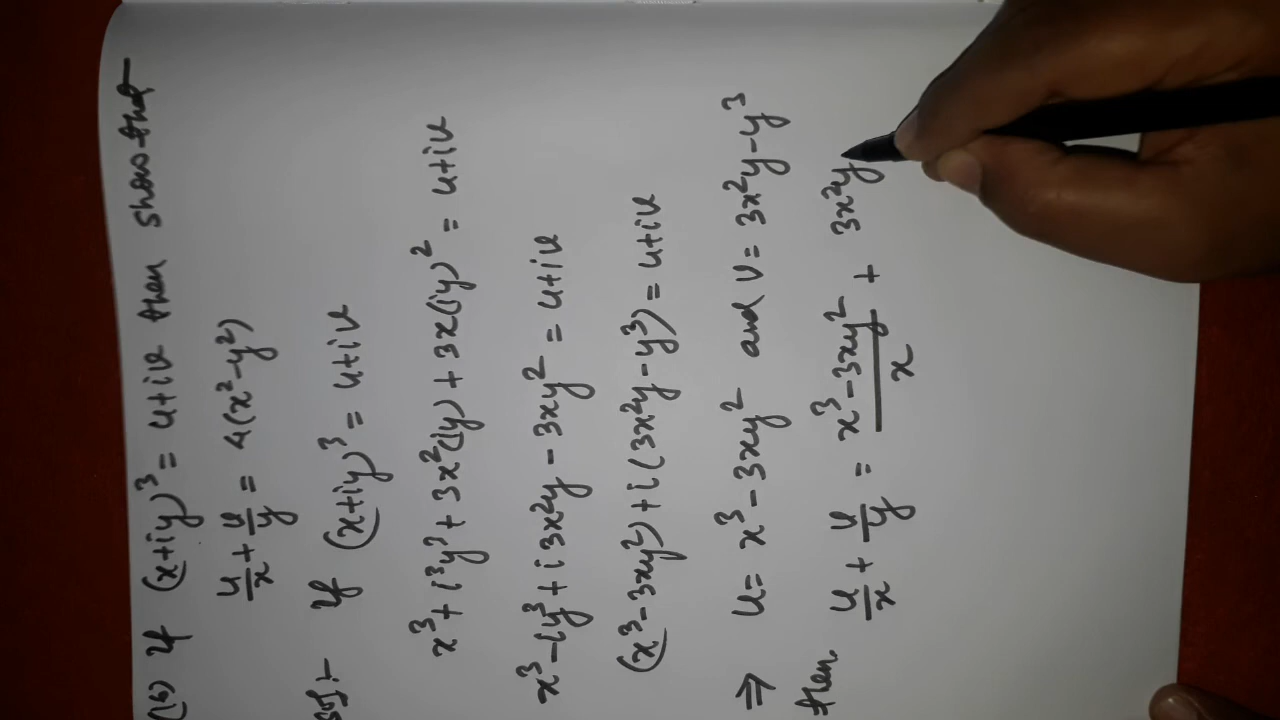 (15) If (x+iy)³ = u+iv then show that
u/x + v/y = 4(x²-y²)
sol:- If (x+iy)³ = u+iv
x³ + i³y³ + 3x²(iy) + 3x(iy)² = u+iv
x³ - iy³ + i3x²y - 3xy² = u+iv
(x³-3xy²) + i(3x²y-y³) = u+iv
⇒ u = x³-3xy² and v = 3x²y-y³
then u/x + v/y = x³-3xy²/x + 3x²y